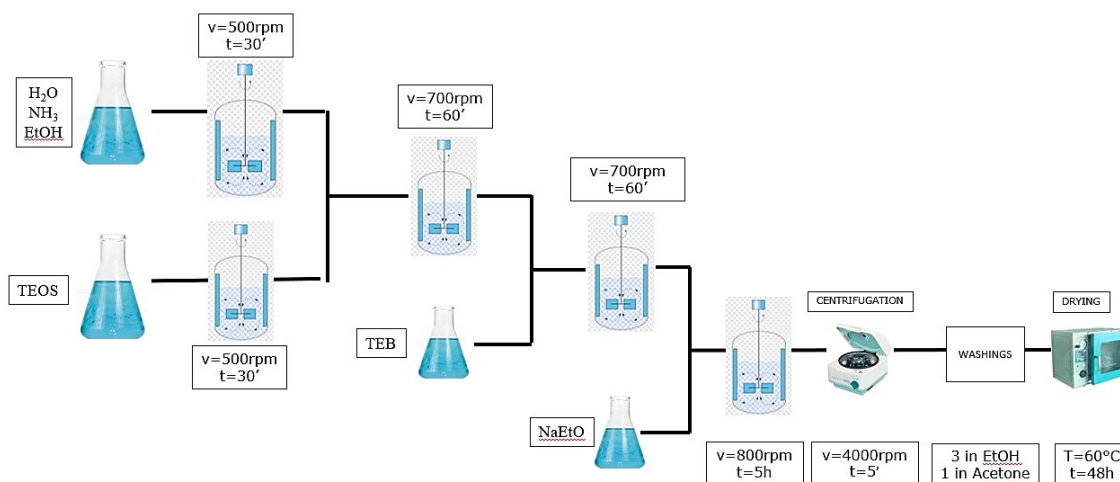 v=500rpm
t=30'
H₂O
NH₃
EtOH
v=700rpm
t=60'
v=700rpm
t=60'
TEOS
v=500rpm
t=30'
TEB
NaEtO
CENTRIFUGATION
WASHINGS
DRYING
v=800rpm
t=5h
v=4000rpm
t=5'
3 in EtOH
1 in Acetone
T=60°C
t=48h